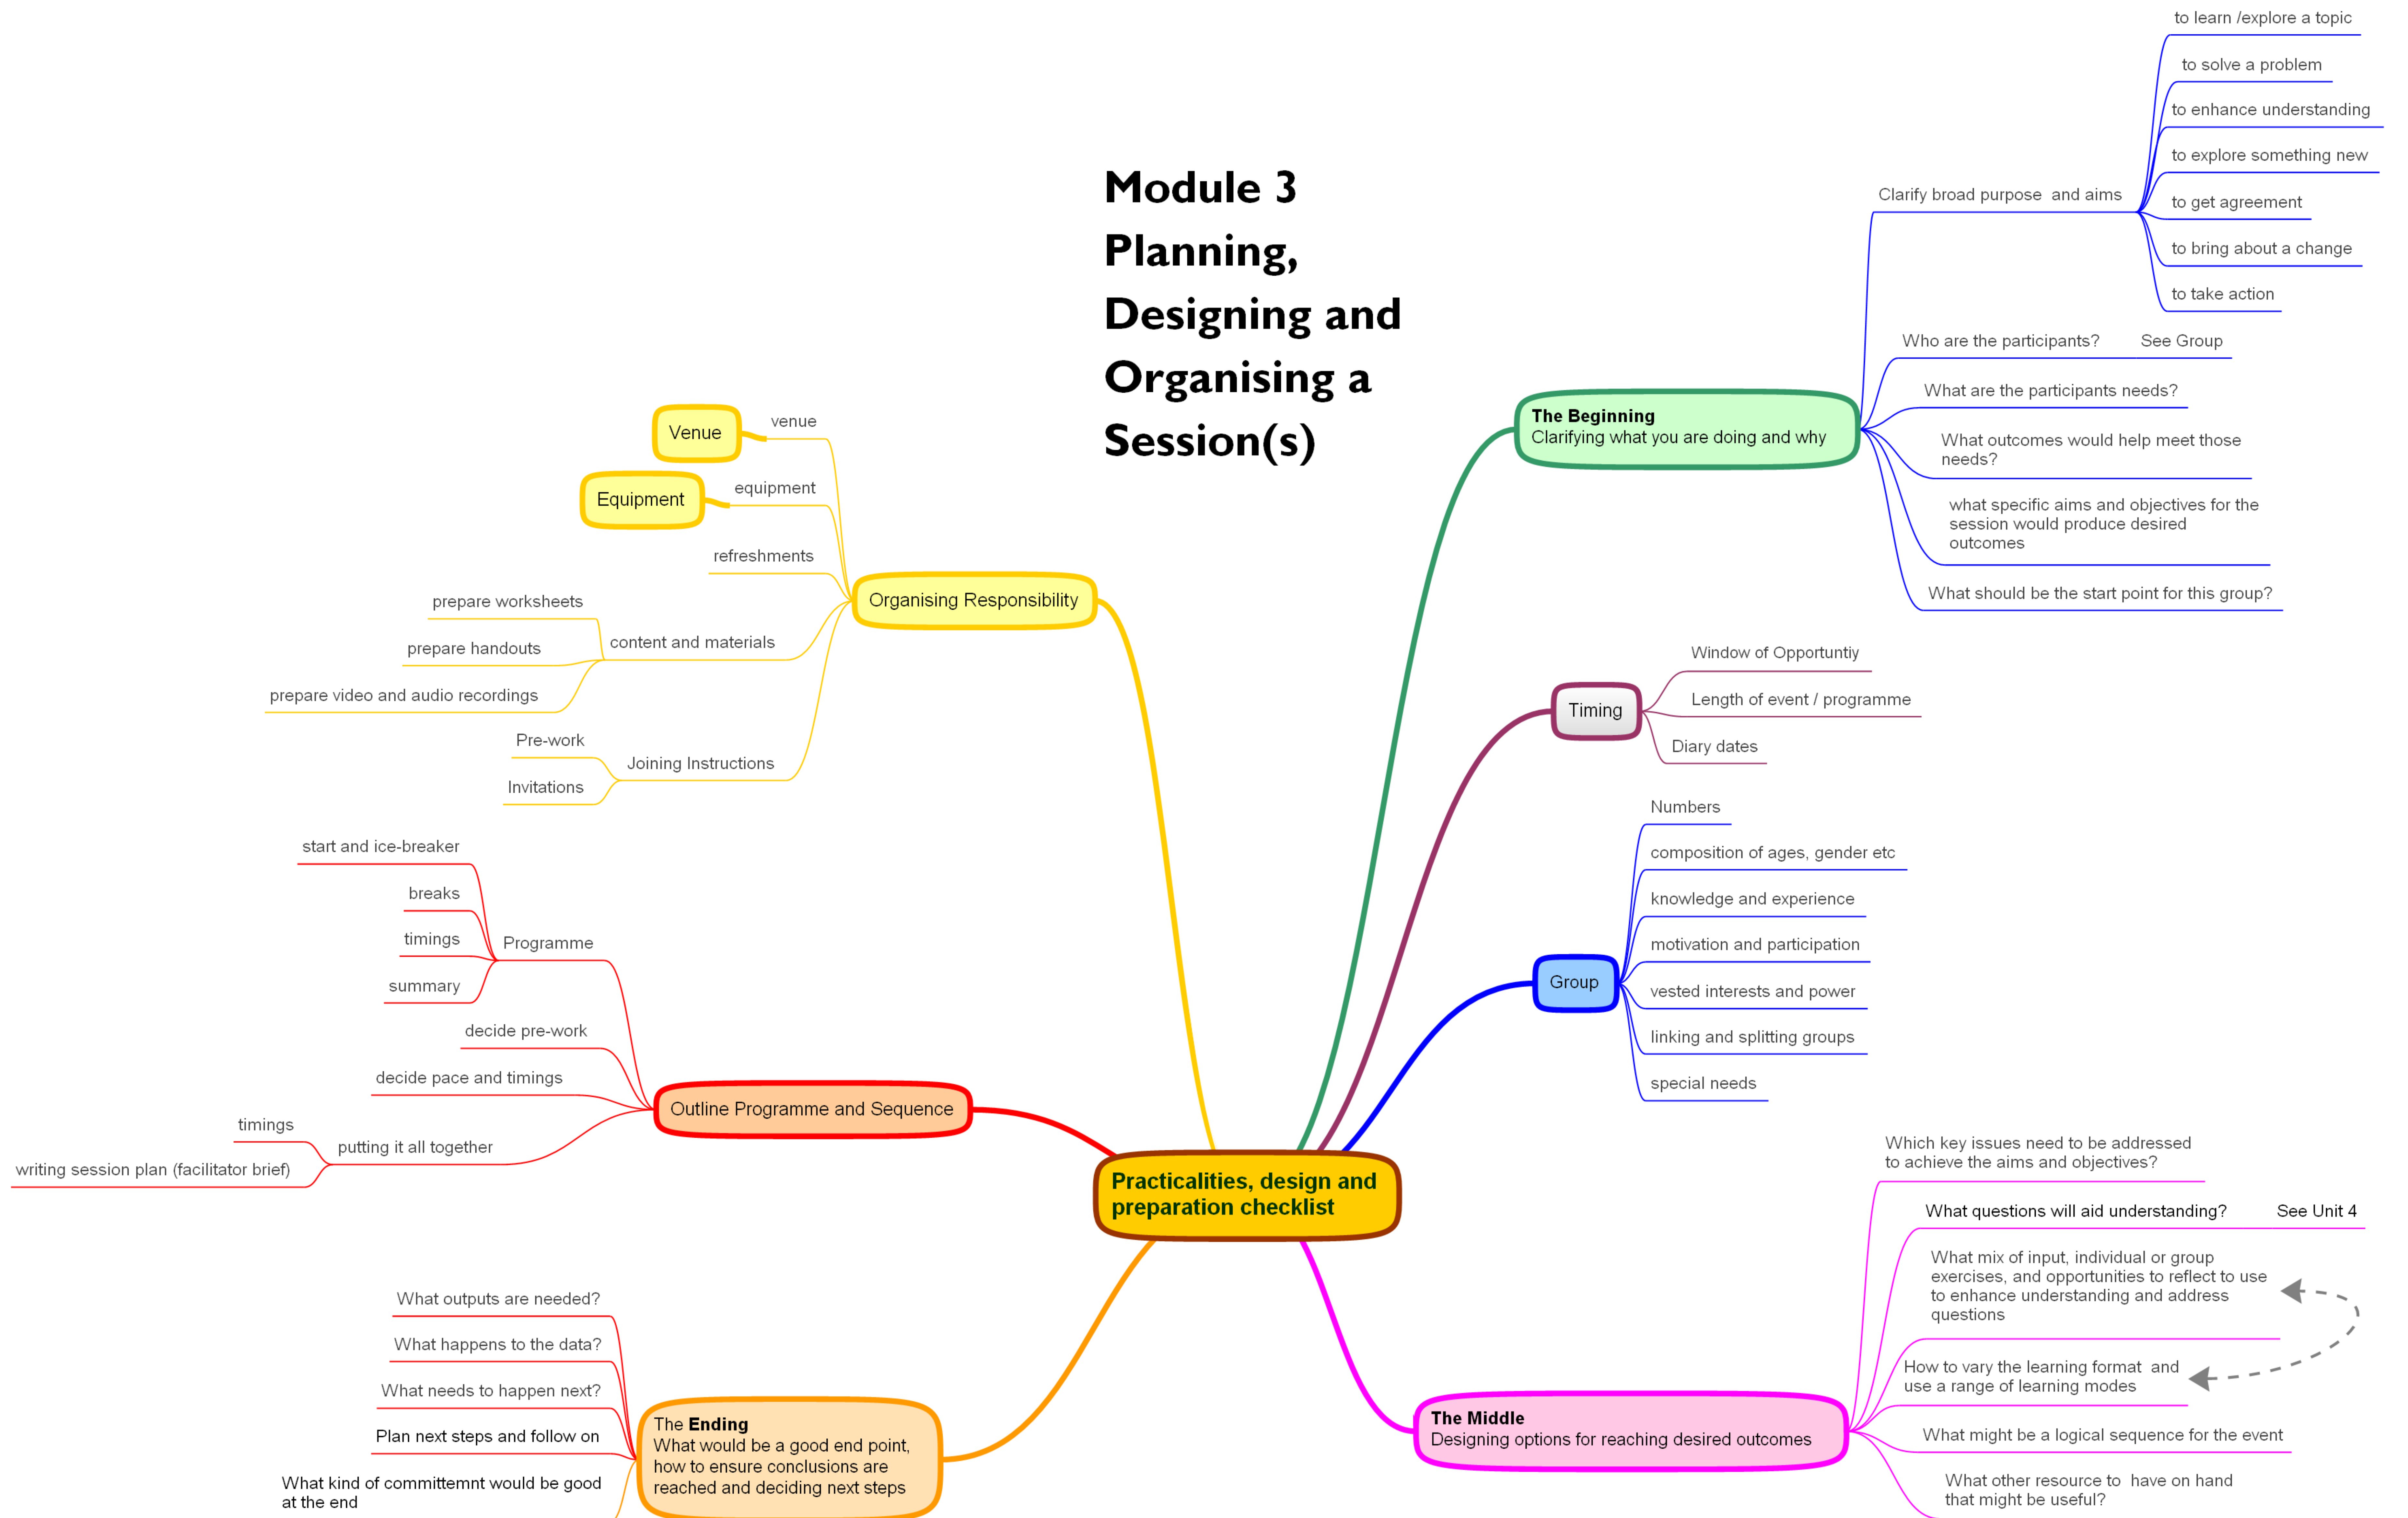 Module 3
Planning,
Designing and
Organising a
Session(s)
Practicalities, design and
preparation checklist
The Beginning
Clarifying what you are doing and why
Clarify broad purpose  and aims
to learn /explore a topic
to solve a problem
to enhance understanding
to explore something new
to get agreement
to bring about a change
to take action
Who are the participants?
See Group
What are the participants needs?
What outcomes would help meet those
needs?
what specific aims and objectives for the
session would produce desired
outcomes
What should be the start point for this group?
Timing
Window of Opportuntiy
Length of event / programme
Diary dates
Group
Numbers
composition of ages, gender etc
knowledge and experience
motivation and participation
vested interests and power
linking and splitting groups
special needs
The Middle
Designing options for reaching desired outcomes
Which key issues need to be addressed
to achieve the aims and objectives?
What questions will aid understanding?
See Unit 4
What mix of input, individual or group
exercises, and opportunities to reflect to use
to enhance understanding and address
questions
How to vary the learning format  and
use a range of learning modes
What might be a logical sequence for the event
What other resource to  have on hand
that might be useful?
The Ending
What would be a good end point,
how to ensure conclusions are
reached and deciding next steps
What outputs are needed?
What happens to the data?
What needs to happen next?
Plan next steps and follow on
What kind of committemnt would be good
at the end
Outline Programme and Sequence
Programme
start and ice-breaker
breaks
timings
summary
decide pre-work
decide pace and timings
putting it all together
timings
writing session plan (facilitator brief)
Organising Responsibility
venue
Venue
equipment
Equipment
refreshments
content and materials
prepare worksheets
prepare handouts
prepare video and audio recordings
Joining Instructions
Pre-work
Invitations